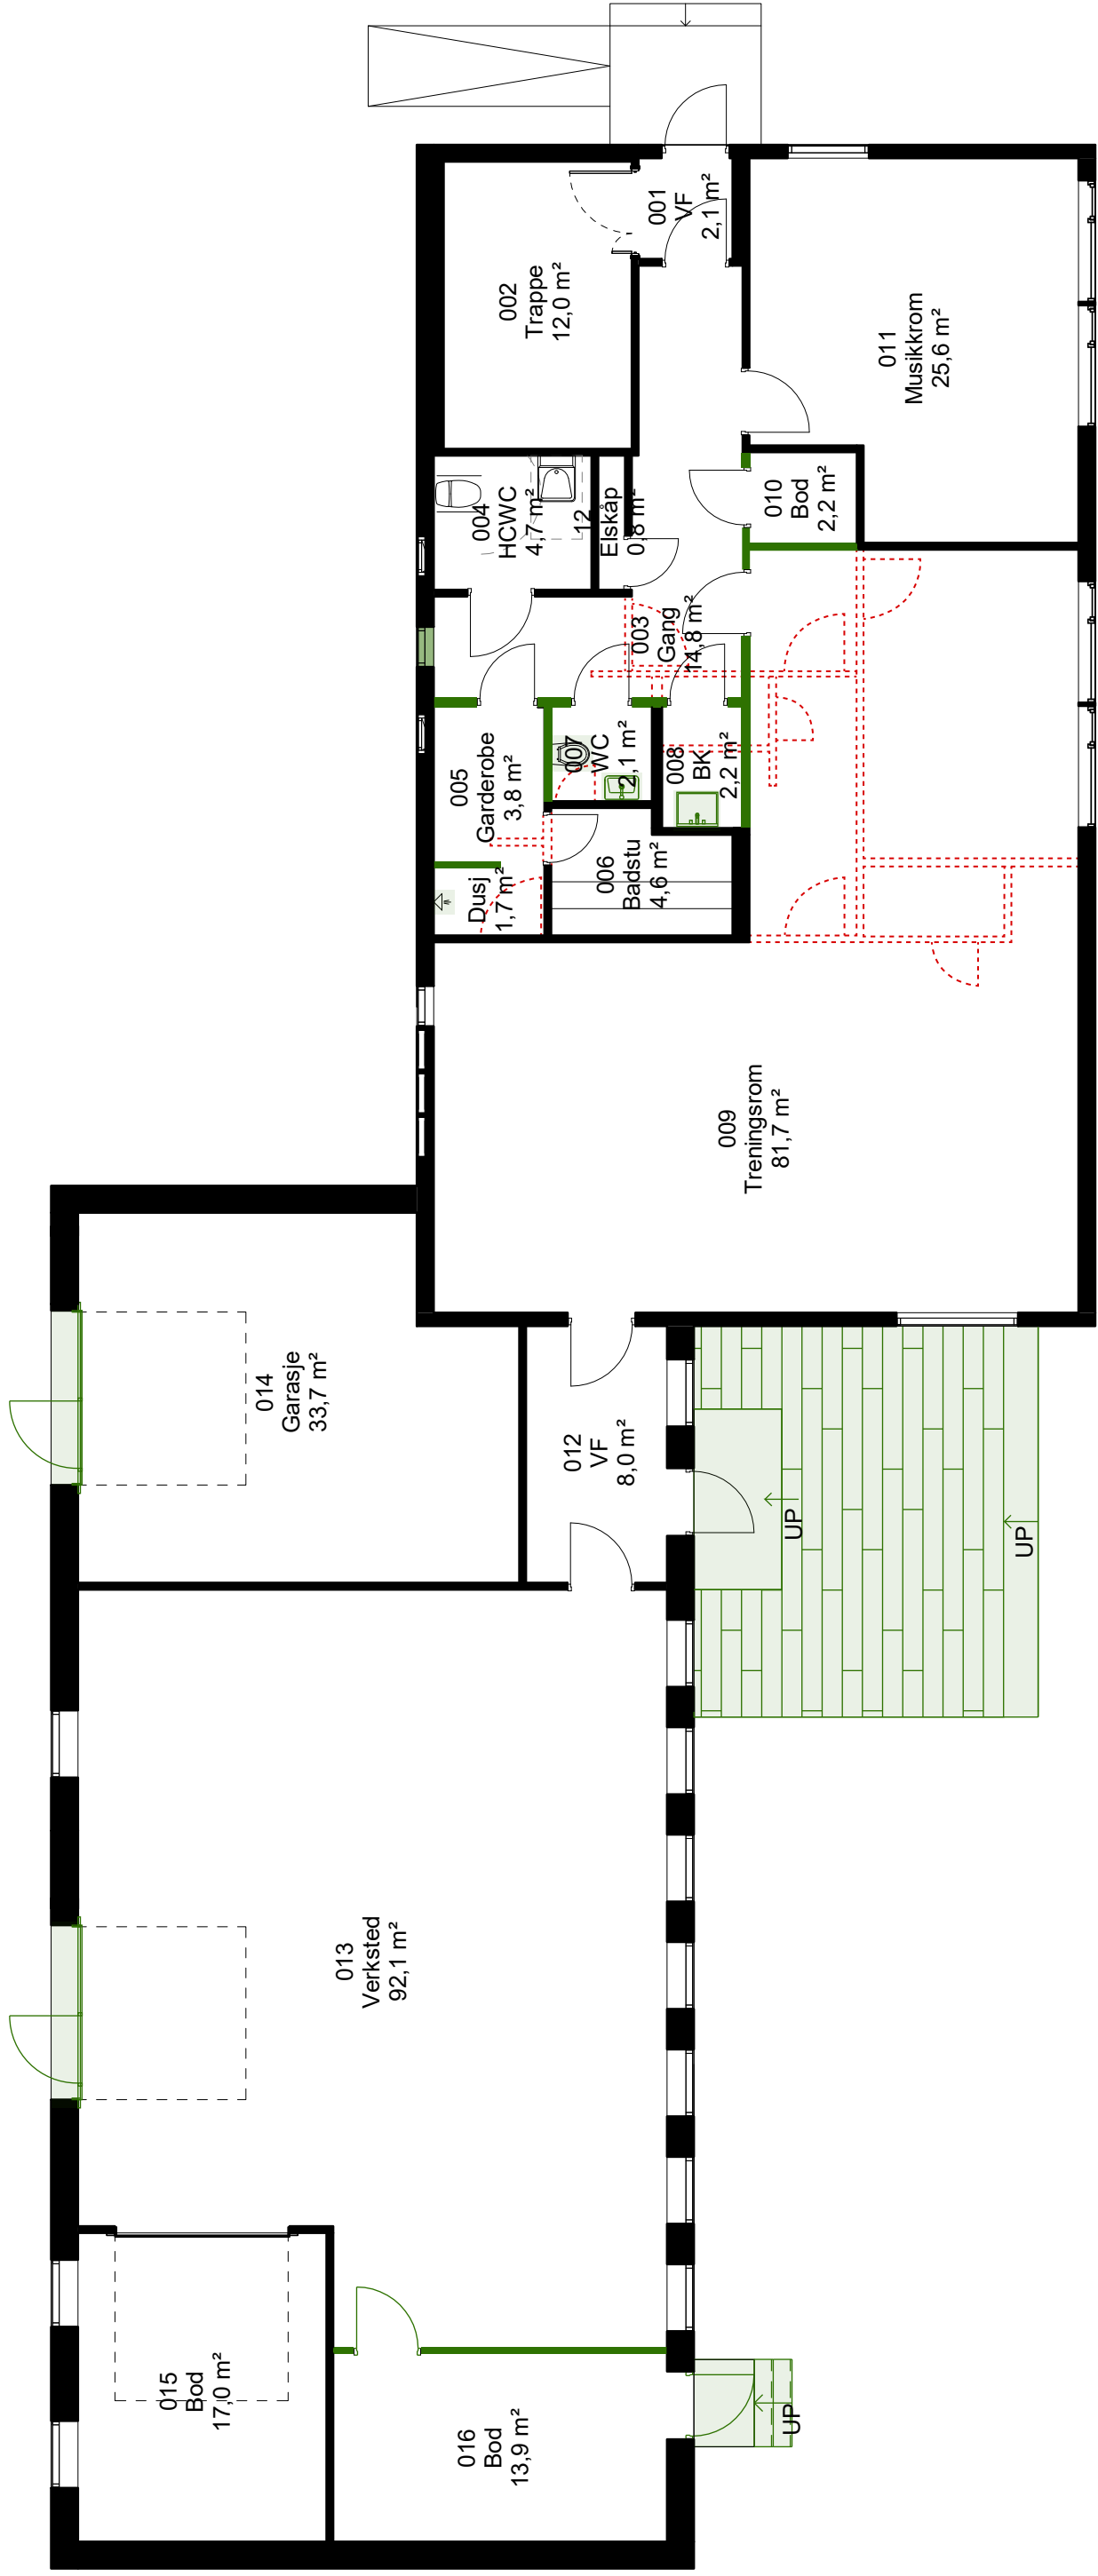 001
VF
2,1 m²
002
Trappe
12,0 m²
011
Musikkrom
25,6 m²
004
HCWC
4,7 m²
12
Elskåp
0,8 m²
010
Bod
2,2 m²
003
Gang
14,8 m²
005
Garderobe
3,8 m²
007
WC
2,1 m²
008
BK
2,2 m²
Dusj
1,7 m²
006
Badstu
4,6 m²
009
Treningsrom
81,7 m²
014
Garasje
33,7 m²
012
VF
8,0 m²
UP
UP
013
Verksted
92,1 m²
015
Bod
17,0 m²
016
Bod
13,9 m²
UP